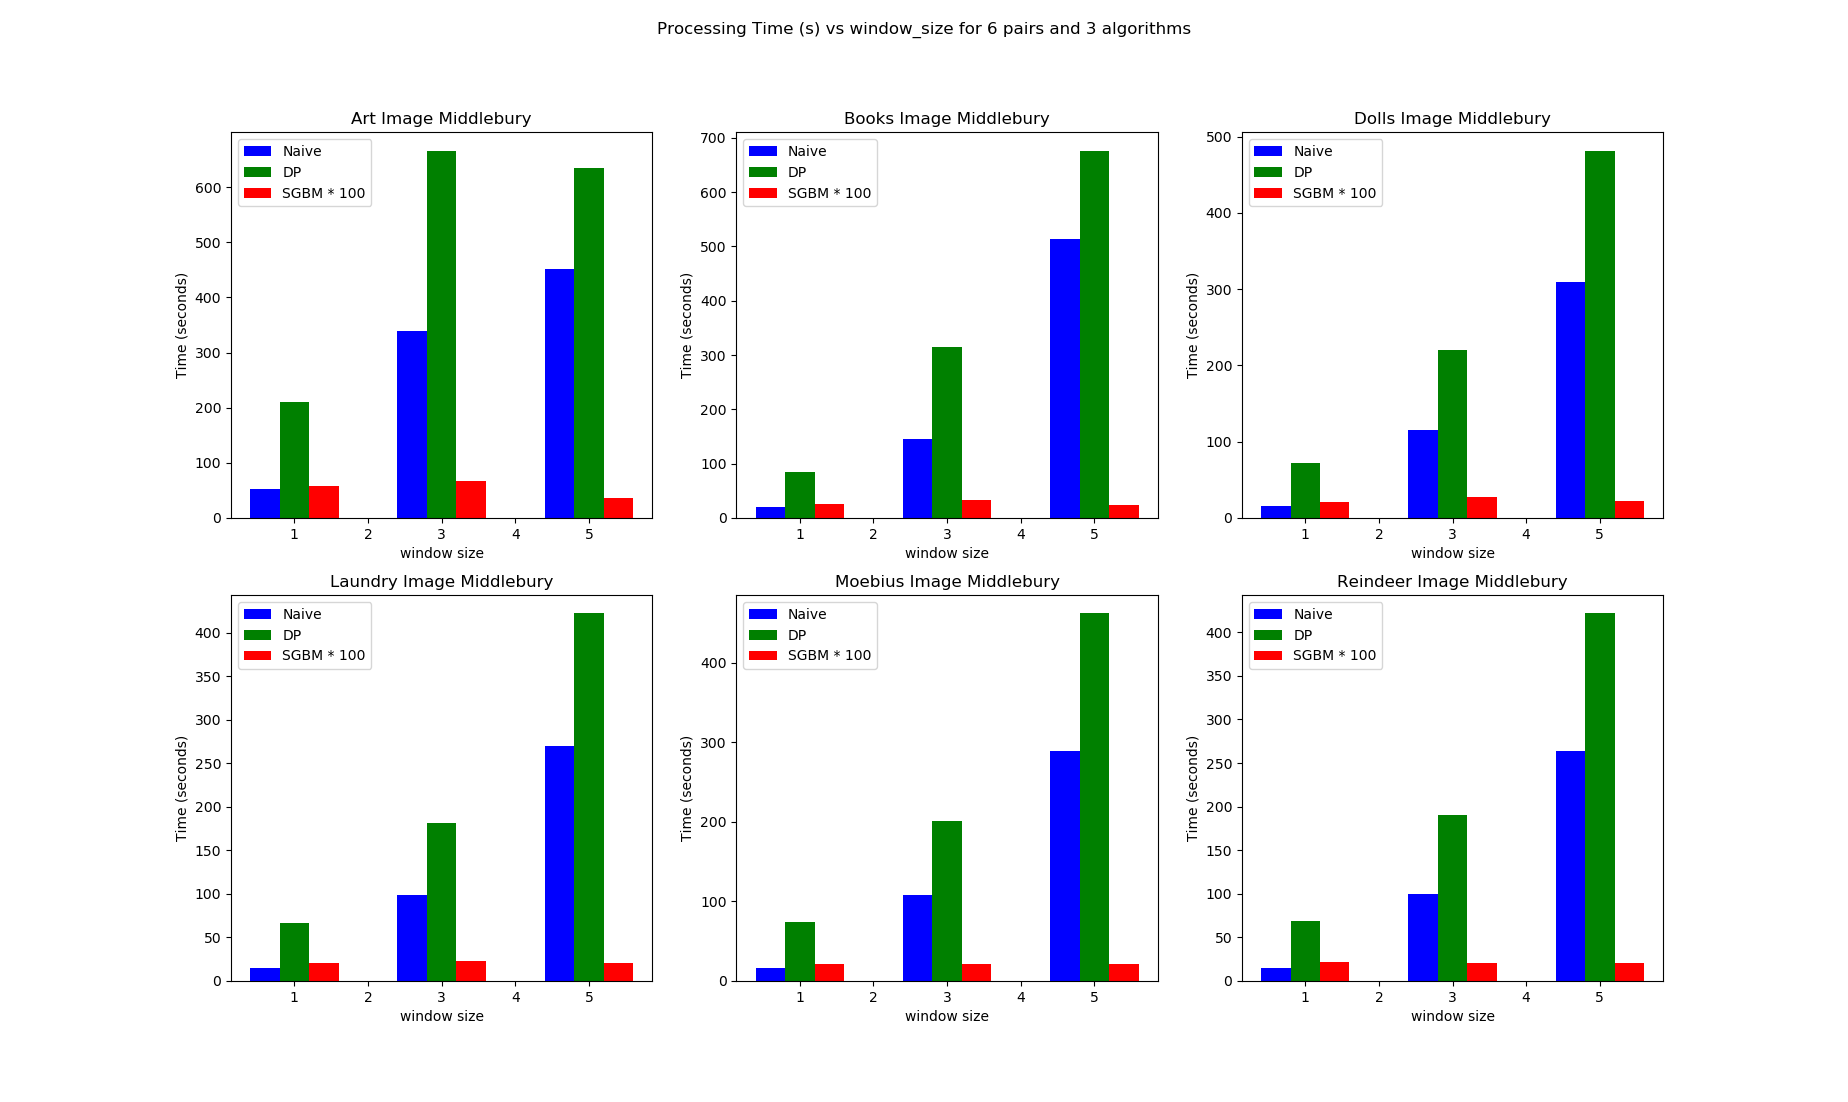 Processing Time (s) vs window_size for 6 pairs and 3 algorithms
Art Image Middlebury
Naive
DP
SGBM * 100
600
500
400
300
200
100
0
Time (seconds)
1 2 3 4 5
window size
Books Image Middlebury
Naive
DP
SGBM * 100
700
600
500
400
300
200
100
0
Time (seconds)
1 2 3 4 5
window size
Dolls Image Middlebury
Naive
DP
SGBM * 100
500
400
300
200
100
0
Time (seconds)
1 2 3 4 5
window size
Laundry Image Middlebury
Naive
DP
SGBM * 100
400
350
300
250
200
150
100
50
0
Time (seconds)
1 2 3 4 5
window size
Moebius Image Middlebury
Naive
DP
SGBM * 100
400
300
200
100
0
Time (seconds)
1 2 3 4 5
window size
Reindeer Image Middlebury
Naive
DP
SGBM * 100
400
350
300
250
200
150
100
50
0
Time (seconds)
1 2 3 4 5
window size